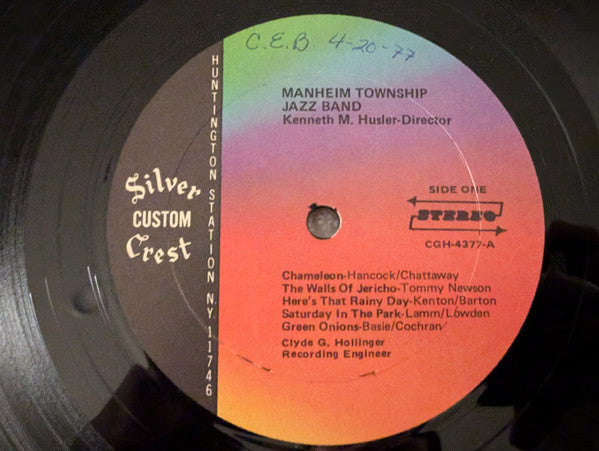 C.E.B. 4-20-77
MANHEIM TOWNSHIP
JAZZ BAND
Kenneth M. Husler-Director
HUNTINGTON STATION N.Y. 11746
Silver
CUSTOM
Crest
SIDE ONE
STEREO
CGH-4377-A
Chameleon-Hancock/Chattaway
The Walls Of Jericho-Tommy Newson
Here's That Rainy Day-Kenton/Barton
Saturday In The Park-Lamm/Lowden
Green Onions-Basie/Cochran
Clyde G. Hollinger
Recording Engineer